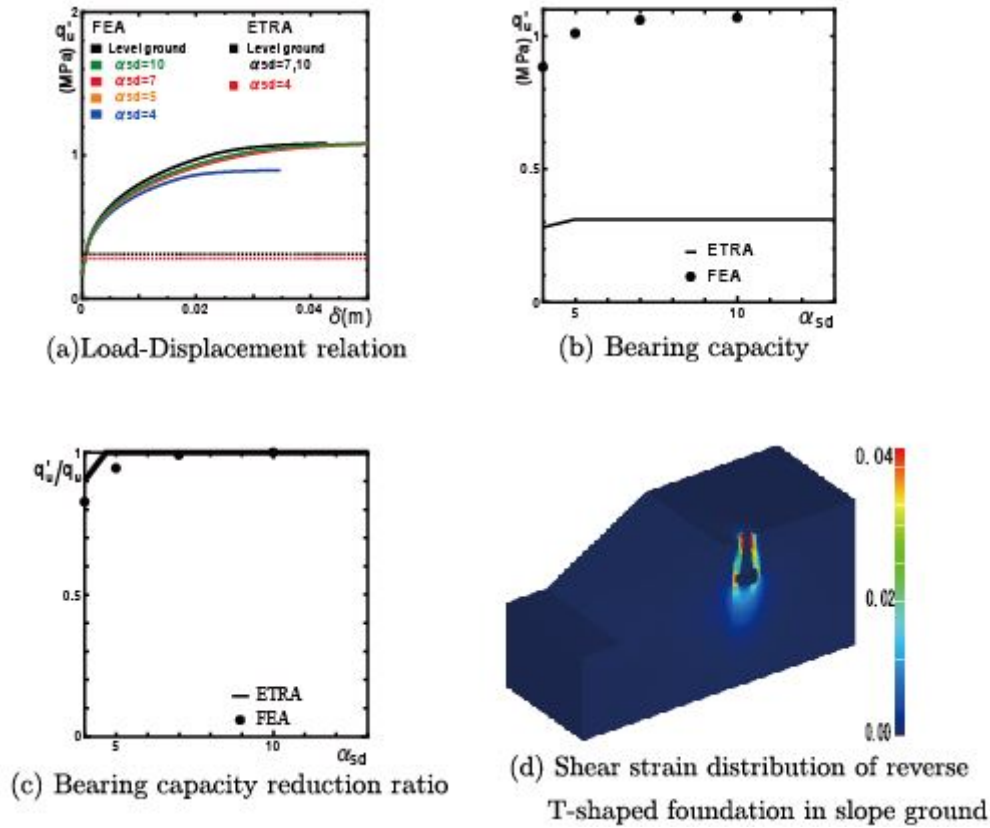 2
q'u
(MPa)
FEA
ETRA
Level ground
Level ground
αsd=10
αsd=7,10
αsd=7
αsd=4
αsd=5
αsd=4
1
0
0
0.02
0.04
δ(m)
(a)Load-Displacement relation
q'u
(MPa)
1
0.5
ETRA
FEA
0
5
10
αsd
(b) Bearing capacity
1
q'u/qu
0.5
ETRA
FEA
0
5
10
αsd
(c) Bearing capacity reduction ratio
0.04
0.02
0.00
(d) Shear strain distribution of reverse
T-shaped foundation in slope ground